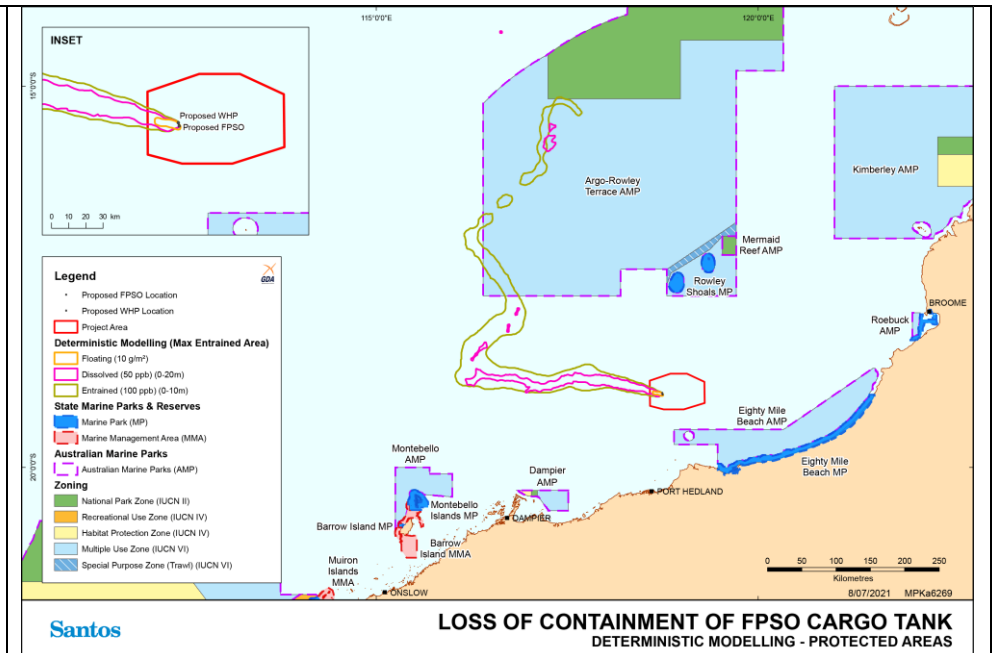 115°0'0"E
120°0'0"E
INSET
15°0'0"S
Proposed WHP
Proposed FPSO
0 10 20 30 km
Argo-Rowley
Terrace AMP
Kimberley AMP
Mermaid
Reef AMP
Rowley
Shoals MP
BROOME
Roebuck
AMP
Legend
GDA
Proposed FPSO Location
Proposed WHP Location
Project Area
Deterministic Modelling (Max Entrained Area)
Floating (10 g/m²)
Dissolved (50 ppb) (0-20m)
Entrained (100 ppb) (0-10m)
State Marine Parks & Reserves
Marine Park (MP)
Marine Management Area (MMA)
Australian Marine Parks
Australian Marine Parks (AMP)
Zoning
National Park Zone (IUCN II)
Recreational Use Zone (IUCN IV)
Habitat Protection Zone (IUCN IV)
Multiple Use Zone (IUCN VI)
Special Purpose Zone (Trawl) (IUCN VI)
Eighty Mile
Beach AMP
Eighty Mile
Beach MP
20°0'0"S
Montebello
AMP
Dampier
AMP
PORT HEDLAND
Montebello
Islands MP
DAMPIER
Barrow Island MP
Barrow
Island MMA
Muiron
Islands
MMA
ONSLOW
0 50 100 150 200 250
Kilometres
8/07/2021 MPKa6269
Santos
LOSS OF CONTAINMENT OF FPSO CARGO TANK
DETERMINISTIC MODELLING - PROTECTED AREAS